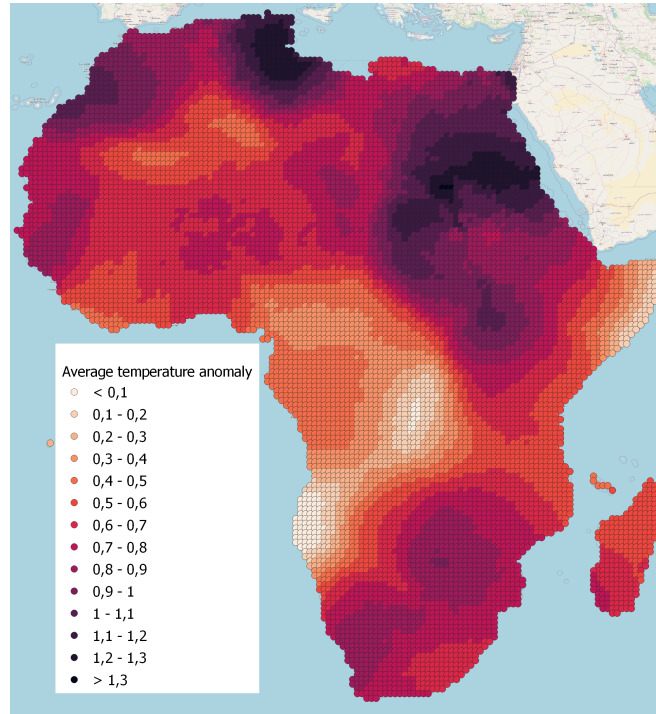 Average temperature anomaly
< 0,1
0,1 - 0,2
0,2 - 0,3
0,3 - 0,4
0,4 - 0,5
0,5 - 0,6
0,6 - 0,7
0,7 - 0,8
0,8 - 0,9
0,9 - 1
1 - 1,1
1,1 - 1,2
1,2 - 1,3
> 1,3